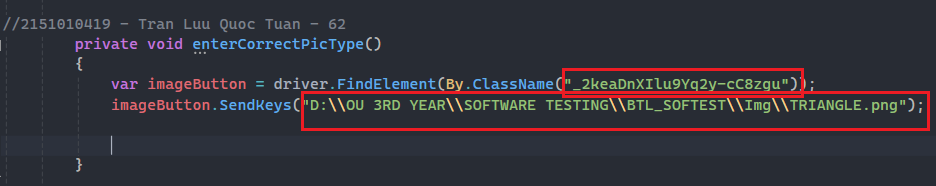 //2151010419 - Tran Luu Quoc Tuan - 62
private void enterCorrectPicType()
{
var imageButton = driver.FindElement(By.ClassName("_2keaDnXIlu9Yq2y-cC8zgu"));
imageButton.SendKeys("D:\\OU 3RD YEAR\\SOFTWARE TESTING\\BTL_SOFTEST\\Img\\TRIANGLE.png");
}